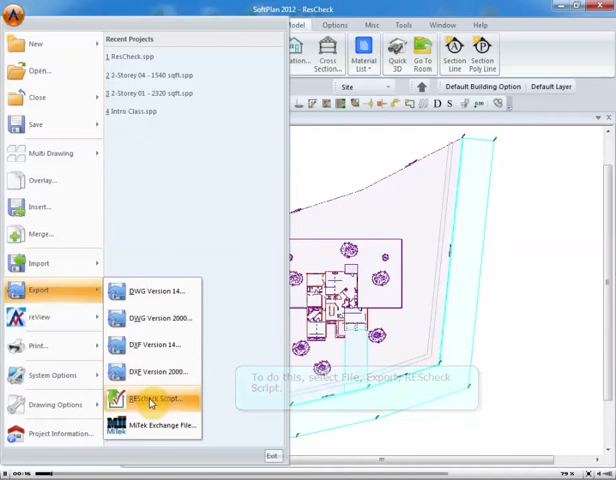 SoftPlan 2012 - ResCheck
Model
Options
Misc
Tools
Window
Help
New
Open...
Close
Save
Multi Drawing
Overlay...
Insert...
Merge...
Import
Export
reView
Print...
System Options
Drawing Options
Project Information...
Recent Projects
1 ResCheck.spp
2 2-Storey 04 - 1540 sqft.spp
3 2-Storey 01 - 2320 sqft.spp
4 Intro Class.spp
Cross
Section...
Material
List
Quick
3D
Go To
Room
Section
Line
Section
Poly Line
Site
Default Building Option
Default Layer
D S
DWG Version 14...
DWG Version 2000...
DXF Version 14...
DXF Version 2000...
REScheck Script...
MiTek Exchange File...
MiTek
To do this, select File, Export, REScheck
Script.
Exit
00:16
79 %